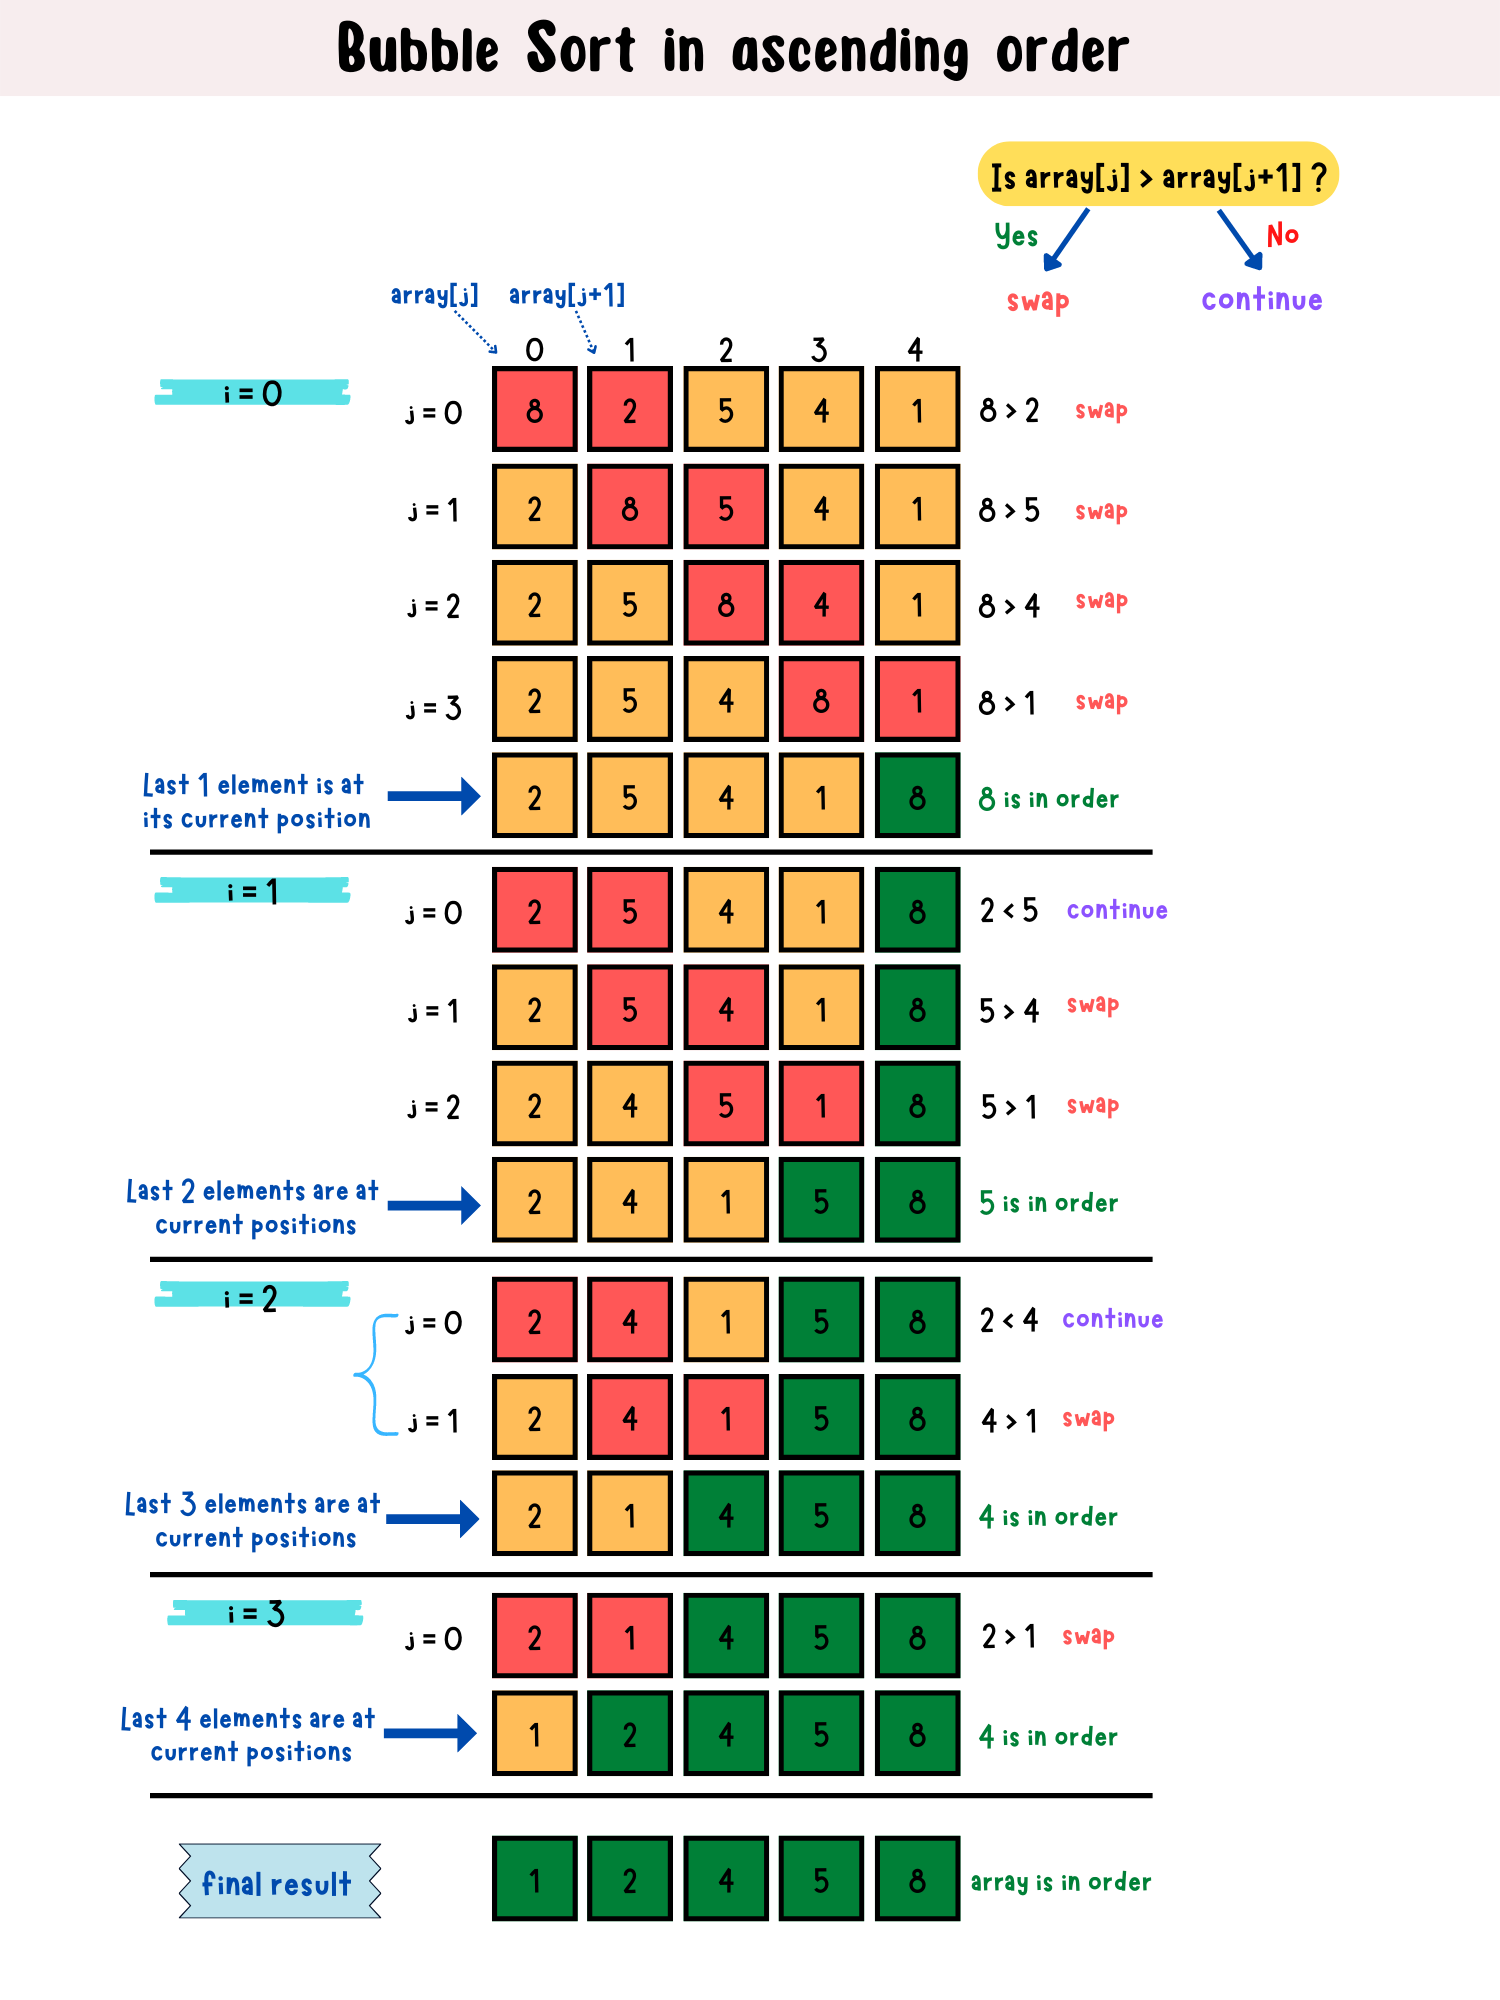 Bubble Sort in ascending order
Is array[j] > array[j+1] ?
Yes
No
swap
continue
array[j]
array[j+1]
0 1 2 3 4
i = 0
j = 0 8 2 5 4 1 8 > 2 swap
j = 1 2 8 5 4 1 8 > 5 swap
j = 2 2 5 8 4 1 8 > 4 swap
j = 3 2 5 4 8 1 8 > 1 swap
Last 1 element is at
its current position
2 5 4 1 8 8 is in order
i = 1
j = 0 2 5 4 1 8 2 < 5 continue
j = 1 2 5 4 1 8 5 > 4 swap
j = 2 2 4 5 1 8 5 > 1 swap
Last 2 elements are at
current positions
2 4 1 5 8 5 is in order
i = 2
j = 0 2 4 1 5 8 2 < 4 continue
j = 1 2 4 1 5 8 4 > 1 swap
Last 3 elements are at
current positions
2 1 4 5 8 4 is in order
i = 3
j = 0 2 1 4 5 8 2 > 1 swap
Last 4 elements are at
current positions
1 2 4 5 8 4 is in order
final result 1 2 4 5 8 array is in order